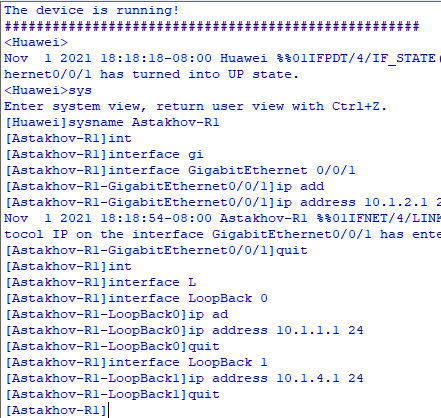 The device is running!
####################################################
<Huawei>
Nov  1 2021 18:18:18-08:00 Huawei %%01IFPDT/4/IF_STATE(
hernet0/0/1 has turned into UP state.
<Huawei>sys
Enter system view, return user view with Ctrl+Z.
[Huawei]sysname Astakhov-R1
[Astakhov-R1]int
[Astakhov-R1]interface gi
[Astakhov-R1]interface GigabitEthernet 0/0/1
[Astakhov-R1-GigabitEthernet0/0/1]ip add
[Astakhov-R1-GigabitEthernet0/0/1]ip address 10.1.2.1 2
Nov  1 2021 18:18:54-08:00 Astakhov-R1 %%01IFNET/4/LINK
tocol IP on the interface GigabitEthernet0/0/1 has ente
[Astakhov-R1-GigabitEthernet0/0/1]quit
[Astakhov-R1]int
[Astakhov-R1]interface L
[Astakhov-R1]interface LoopBack 0
[Astakhov-R1-LoopBack0]ip ad
[Astakhov-R1-LoopBack0]ip address 10.1.1.1 24
[Astakhov-R1-LoopBack0]quit
[Astakhov-R1]interface LoopBack 1
[Astakhov-R1-LoopBack1]ip address 10.1.4.1 24
[Astakhov-R1-LoopBack1]quit
[Astakhov-R1]